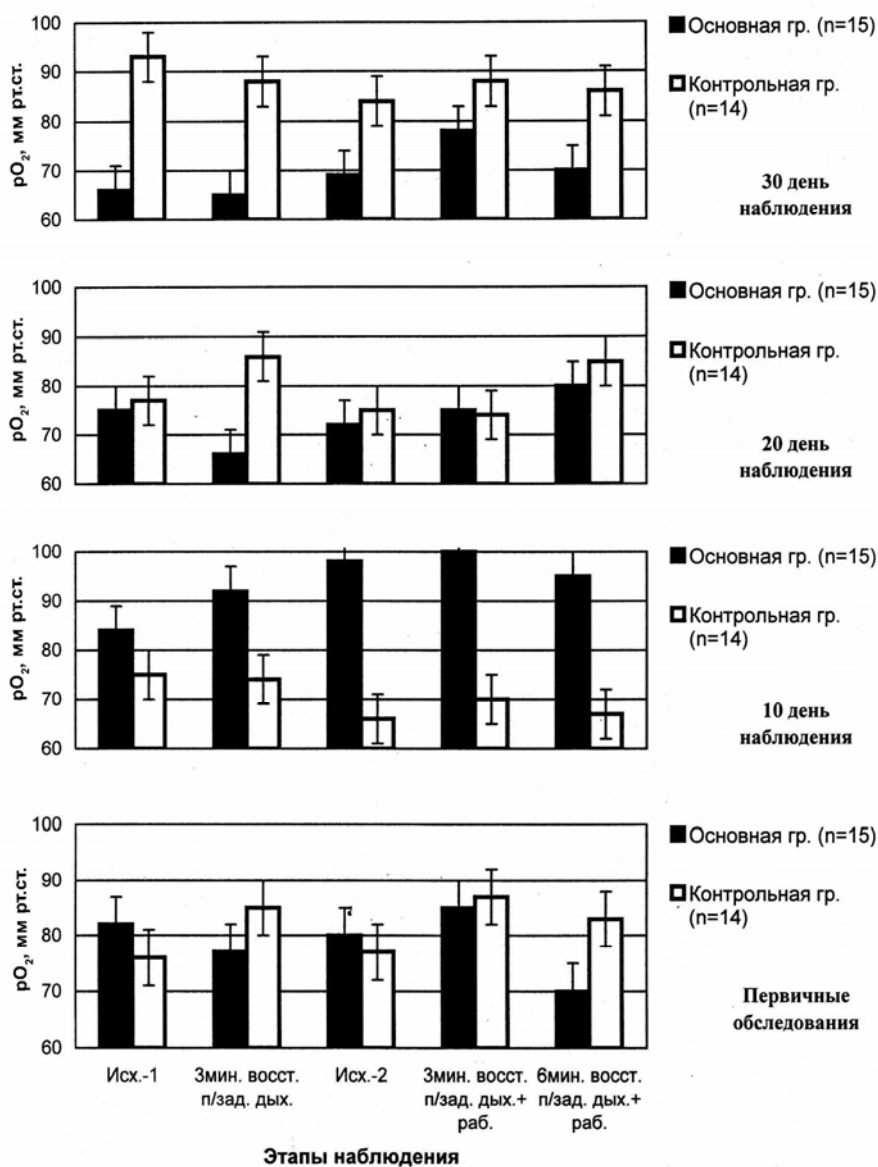 100
90
80
70
60
pO₂, мм рт.ст.
Основная гр. (n=15)
Контрольная гр.
(n=14)
30 день
наблюдения
100
90
80
70
60
pO₂, мм рт.ст.
Основная гр. (n=15)
Контрольная гр.
(n=14)
20 день
наблюдения
100
90
80
70
60
pO₂, мм рт.ст.
Основная гр. (n=15)
Контрольная гр.
(n=14)
10 день
наблюдения
100
90
80
70
60
pO₂, мм рт.ст.
Основная гр. (n=15)
Контрольная гр.
(n=14)
Первичные
обследования
Исх.-1
3мин. восст.
п/зад. дых.
Исх.-2
3мин. восст.
п/зад. дых.+
раб.
6мин. восст.
п/зад. дых.+
раб.
Этапы наблюдения